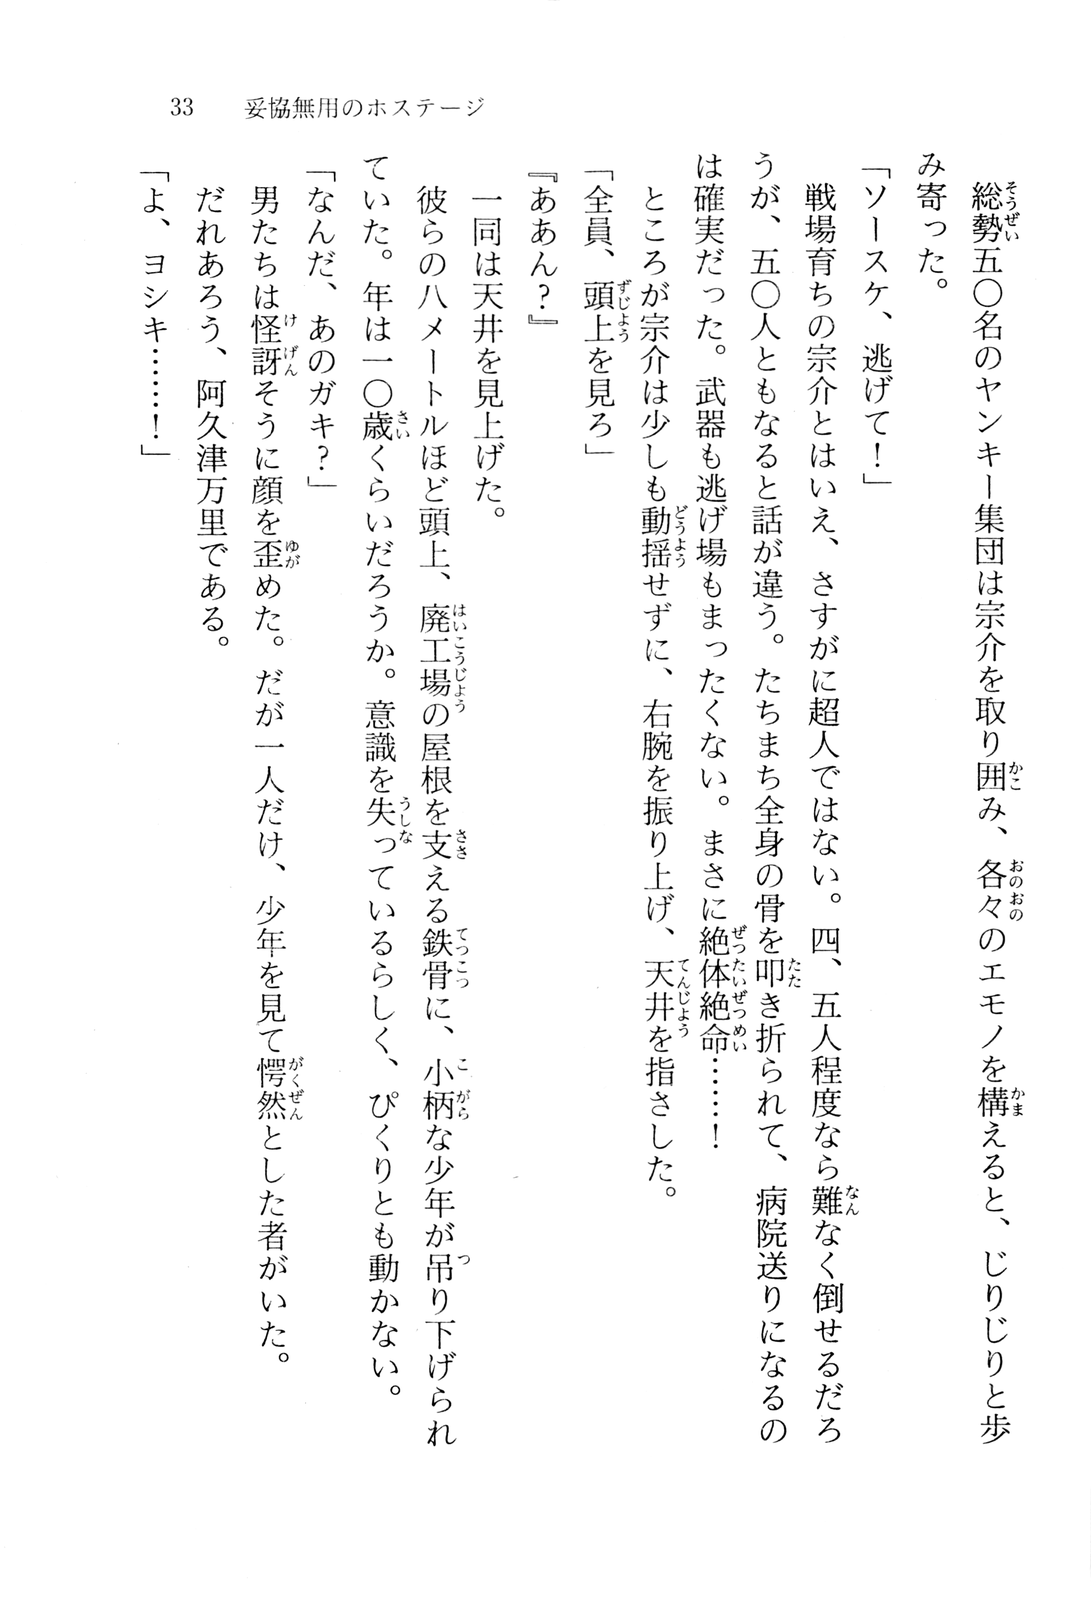 33　妥協無用のホステージ
総勢五〇名のヤンキー集団は宗介を取り囲み、各々のエモノを構えると、じりじりと歩
み寄った。
「ソースケ、逃げて！」
戦場育ちの宗介とはいえ、さすがに超人ではない。四、五人程度なら難なく倒せるだろ
うが、五〇人ともなると話が違う。たちまち全身の骨を叩き折られて、病院送りになるの
は確実だった。武器も逃げ場もまったくない。まさに絶体絶命……！
ところが宗介は少しも動揺せずに、右腕を振り上げ、天井を指さした。
「全員、頭上を見ろ」
『ああん？』
一同は天井を見上げた。
彼らの八メートルほど頭上、廃工場の屋根を支える鉄骨に、小柄な少年が吊り下げられ
ていた。年は一〇歳くらいだろうか。意識を失っているらしく、ぴくりとも動かない。
「なんだ、あのガキ？」
男たちは怪訝そうに顔を歪めた。だが一人だけ、少年を見て愕然とした者がいた。
だれあろう、阿久津万里である。
「よ、ヨシキ……！」